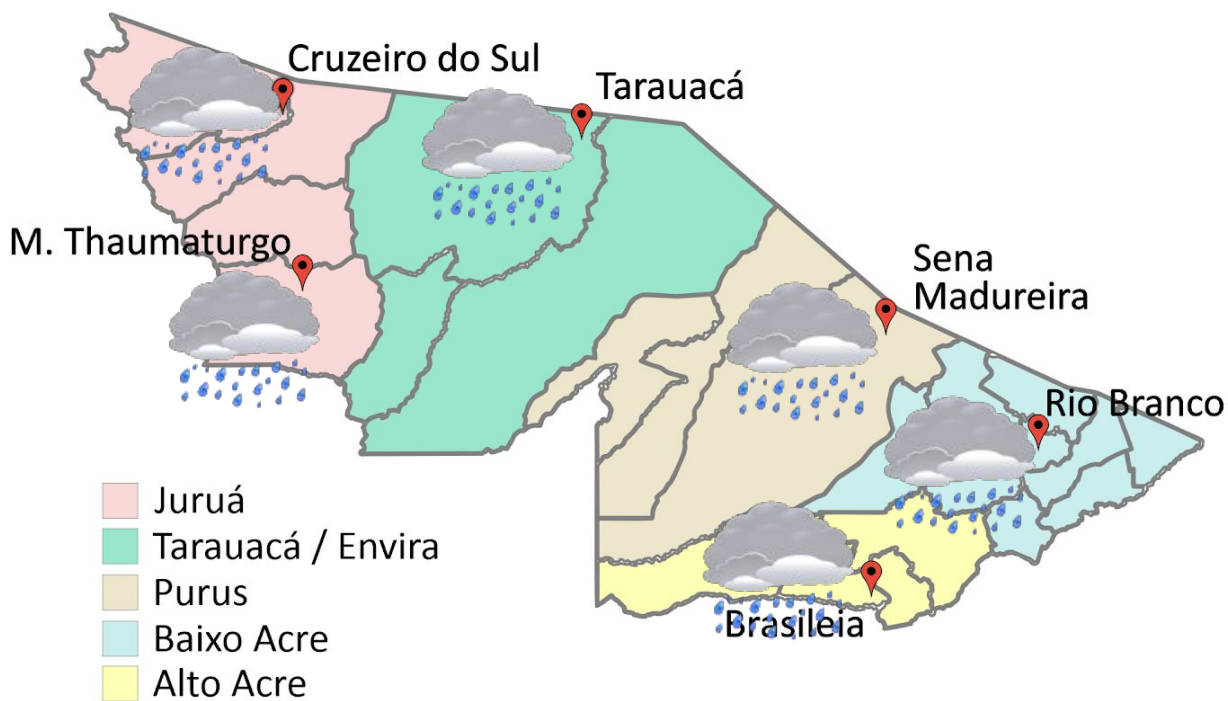 Cruzeiro do Sul
Tarauacá
M. Thaumaturgo
Sena
Madureira
Rio Branco
Brasileia
Juruá
Tarauacá / Envira
Purus
Baixo Acre
Alto Acre